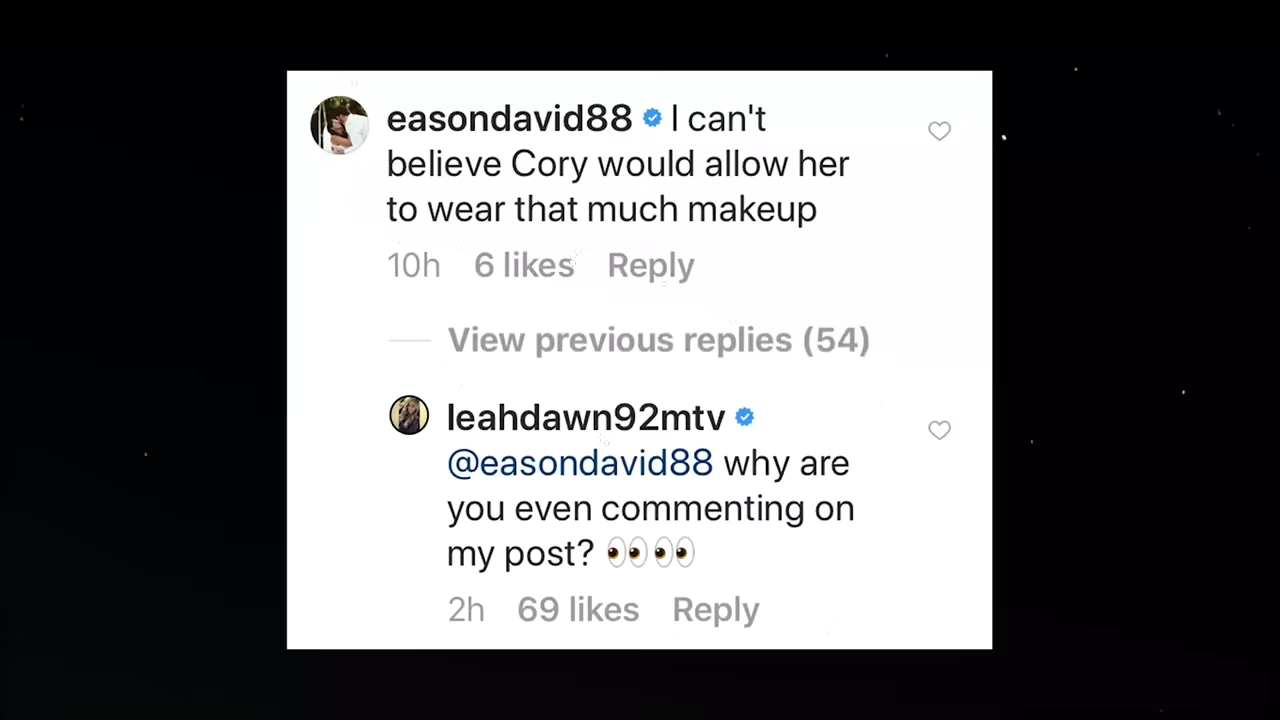 easondavid88 I can't
believe Cory would allow her
to wear that much makeup
10h 6 likes Reply
View previous replies (54)
leahdawn92mtv
@easondavid88 why are
you even commenting on
my post? 👀👀
2h 69 likes Reply